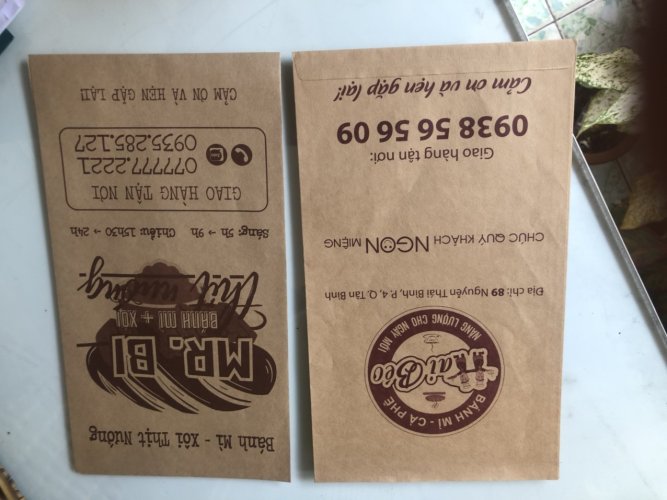 Bánh Mì - Xôi Thịt Nướng
MR. BI
BÁNH MÌ + XÔI
Thịt nướng
Sáng: 5h → 9h Chiều: 15h30 → 24h
GIAO HÀNG TẬN NƠI
077777.2221
0935.285.127
CẢM ƠN VÀ HẸN GẶP LẠI!
BÁNH MÌ - CÀ PHÊ
Hai Béo
NĂNG LƯỢNG CHO NGÀY MỚI
Địa chỉ: 89 Nguyễn Thái Bình, P. 4, Q. Tân Bình
CHÚC QUÝ KHÁCH NGON MIỆNG
Giao hàng tận nơi:
0938 56 56 09
Cảm ơn và hẹn gặp lại!